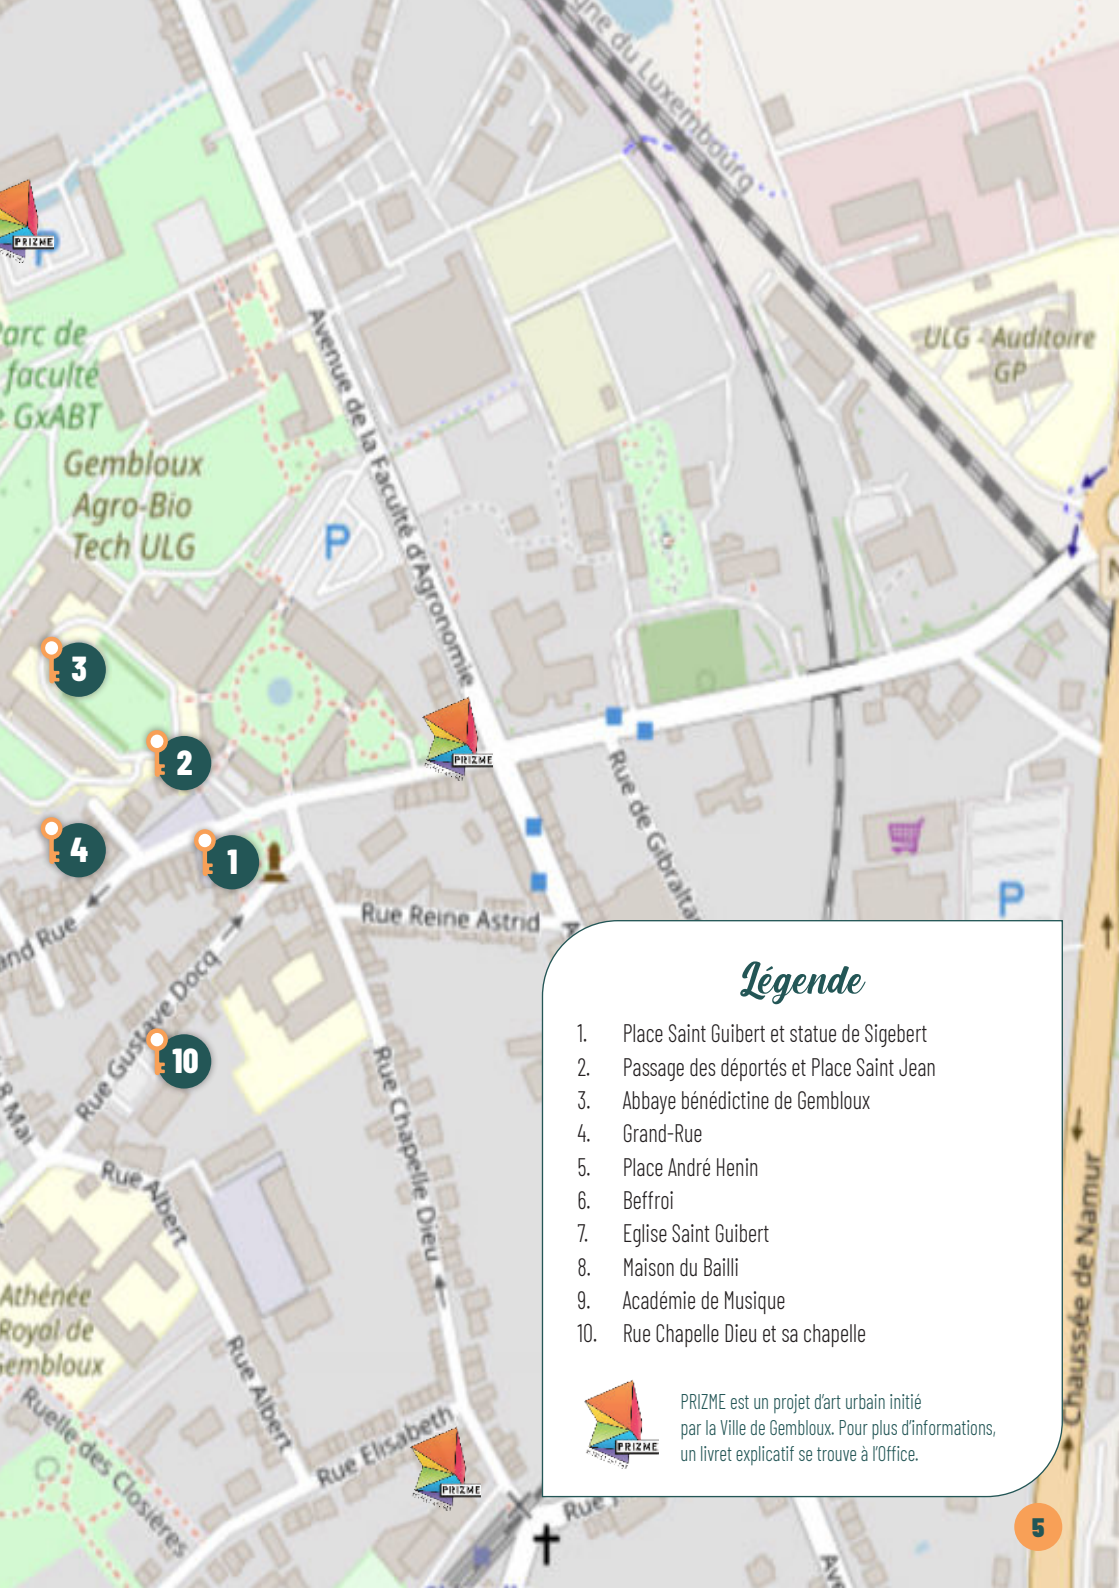 Ligne du Luxembourg
PRIZME
P
Parc de
faculté
GxABT
Gembloux
Agro-Bio
Tech ULG
Avenue de la Faculté d'Agronomie
P
ULG - Auditoire
GP
3
2
4
1
10
PRIZME
Rue de Gibraltar
P
Rue Reine Astrid
and Rue
Rue Gustave Docq
8 Mai
Rue Chapelle Dieu
Rue Albert
Athénée
Royal de
Gembloux
Rue Albert
Ruelle des Closières
Rue Elisabeth
PRIZME
Rue
Ave
Chaussée de Namur
Légende
1. Place Saint Guibert et statue de Sigebert
2. Passage des déportés et Place Saint Jean
3. Abbaye bénédictine de Gembloux
4. Grand-Rue
5. Place André Henin
6. Beffroi
7. Eglise Saint Guibert
8. Maison du Bailli
9. Académie de Musique
10. Rue Chapelle Dieu et sa chapelle
PRIZME
PRIZME est un projet d'art urbain initié
par la Ville de Gembloux. Pour plus d'informations,
un livret explicatif se trouve à l'Office.
5